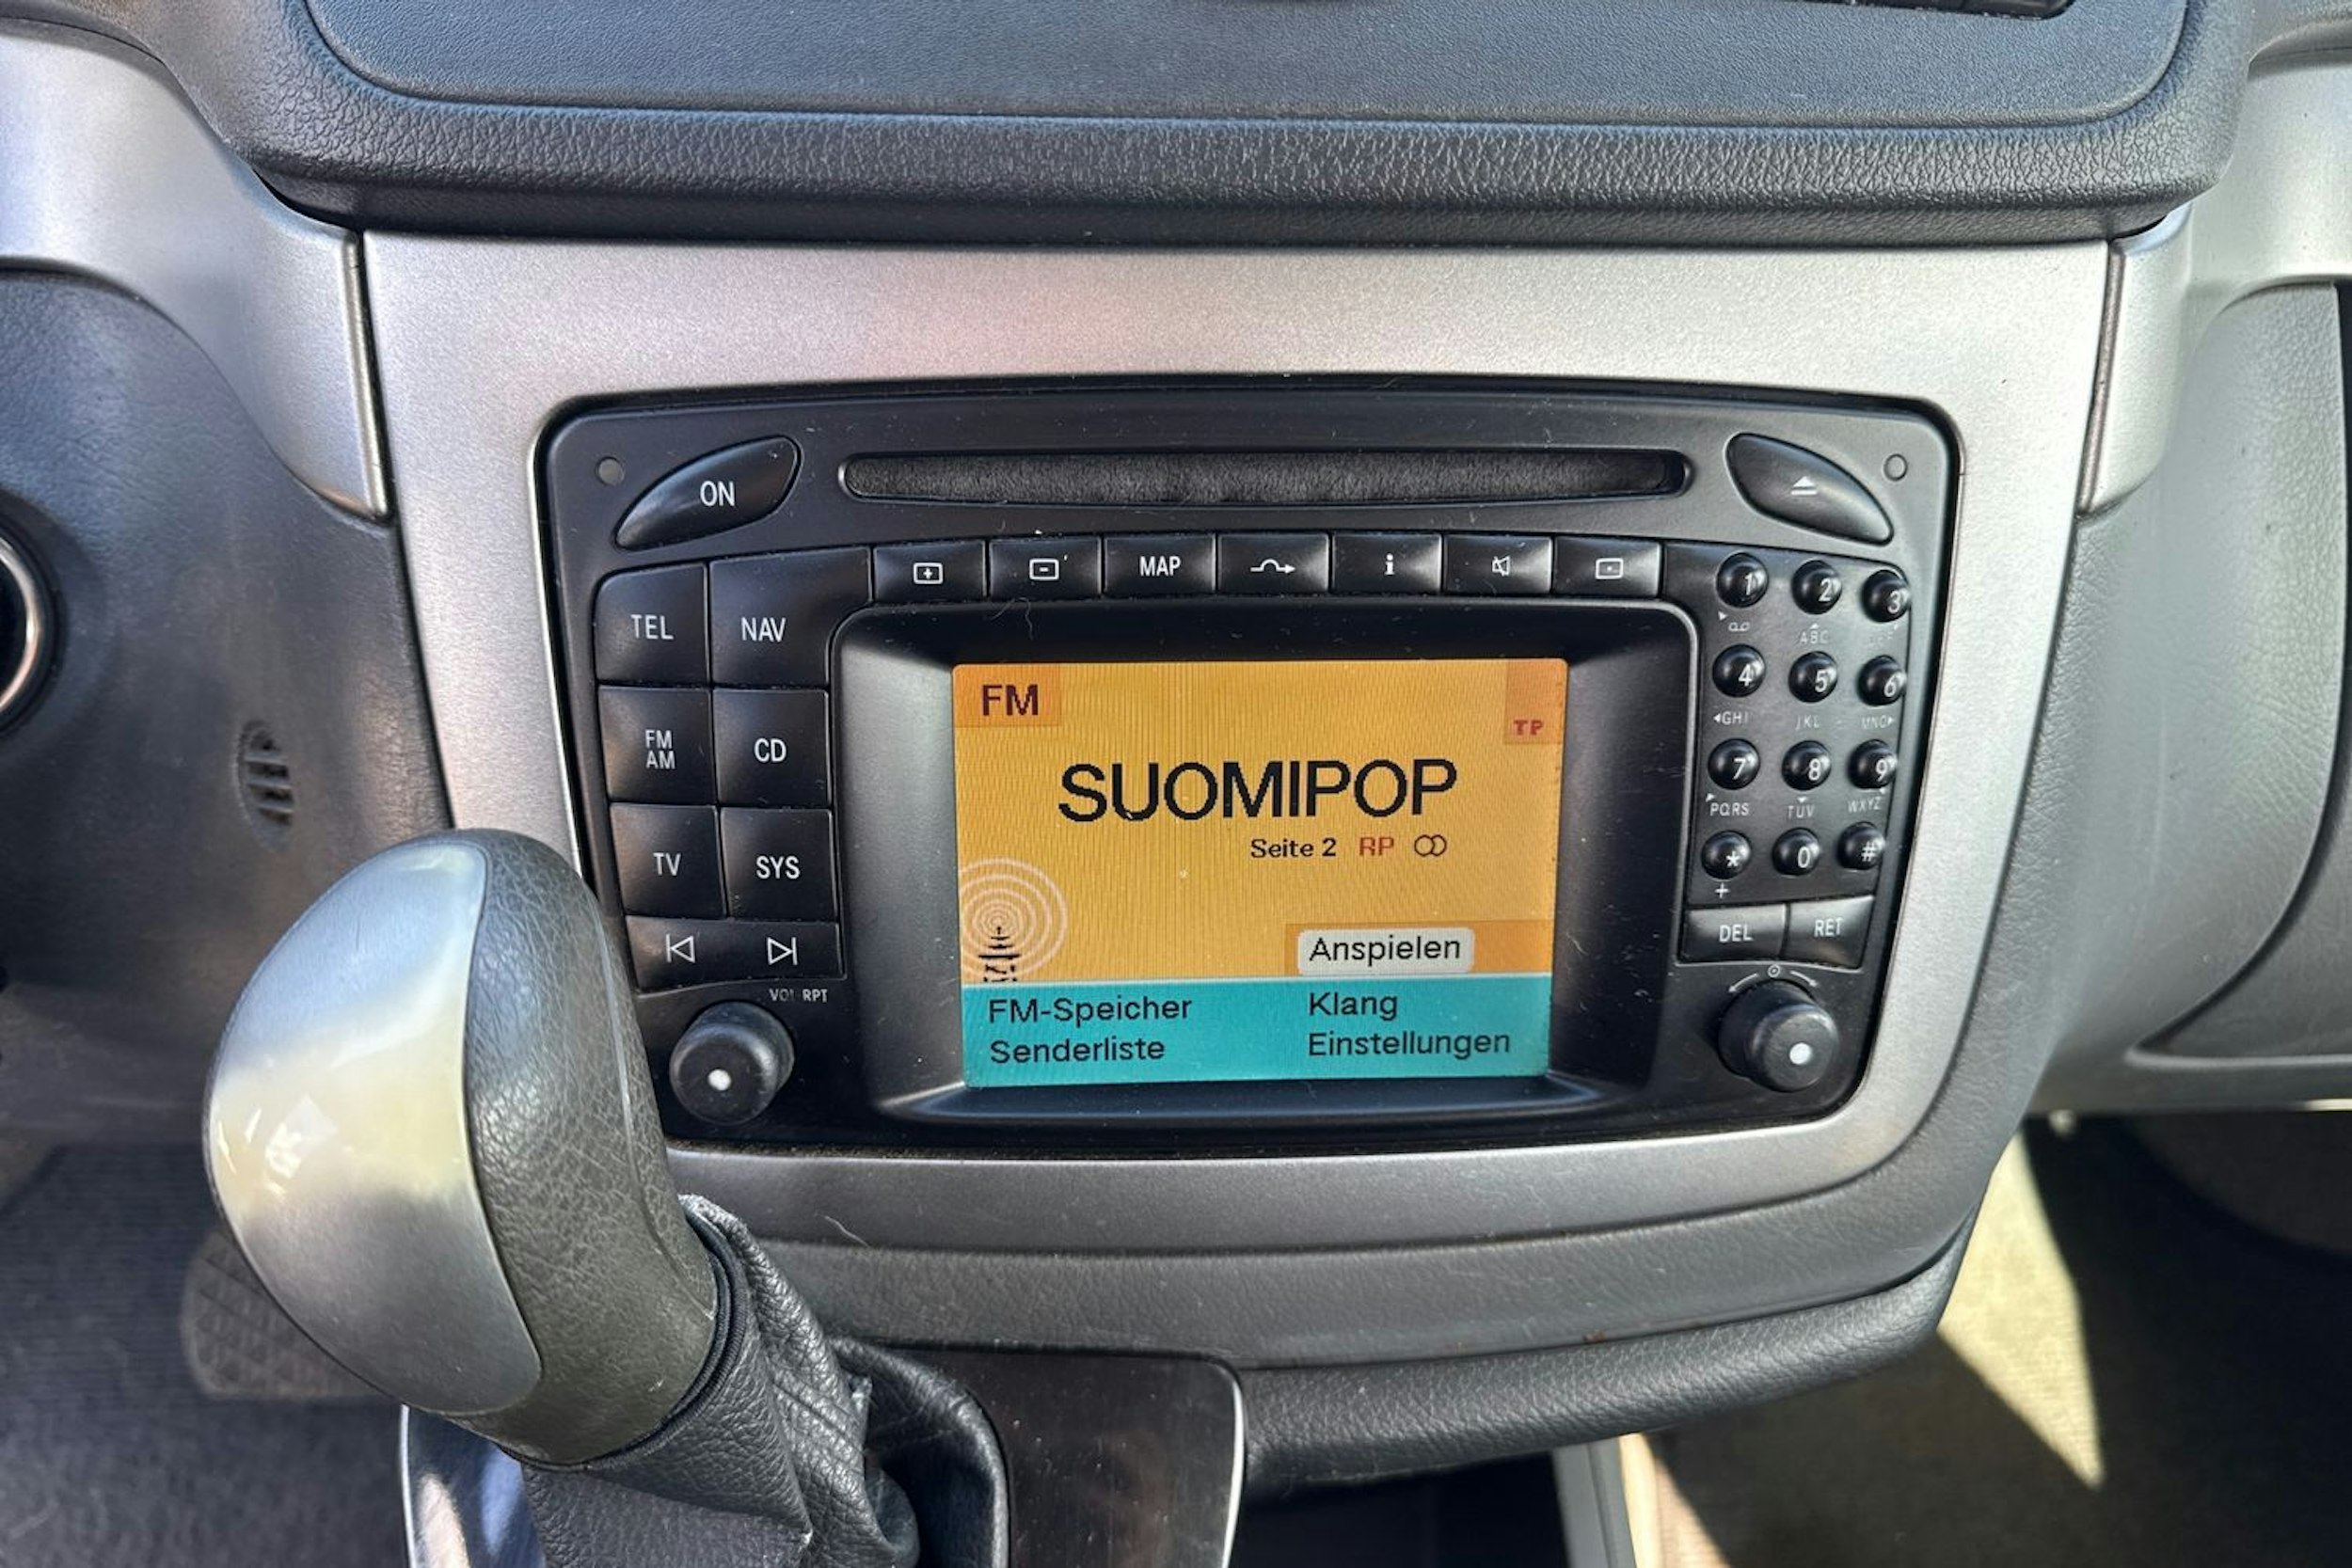 ON
MAP
i
TEL NAV
FM
AM
CD
TV SYS
VOL RPT
FM
TP
SUOMIPOP
Seite 2 RP
Anspielen
FM-Speicher Klang
Senderliste Einstellungen
1 2 3
ABC
4 5 6
GHI JKL MNO
7 8 9
PQRS TUV WXYZ
* 0 #
+
DEL RET